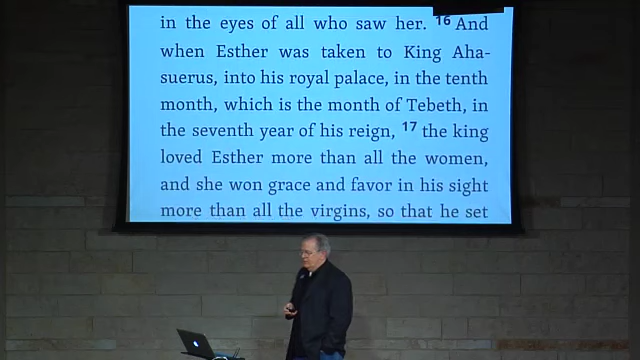 in the eyes of all who saw her. 16 And
when Esther was taken to King Aha-
suerus, into his royal palace, in the tenth
month, which is the month of Tebeth, in
the seventh year of his reign, 17 the king
loved Esther more than all the women,
and she won grace and favor in his sight
more than all the virgins, so that he set